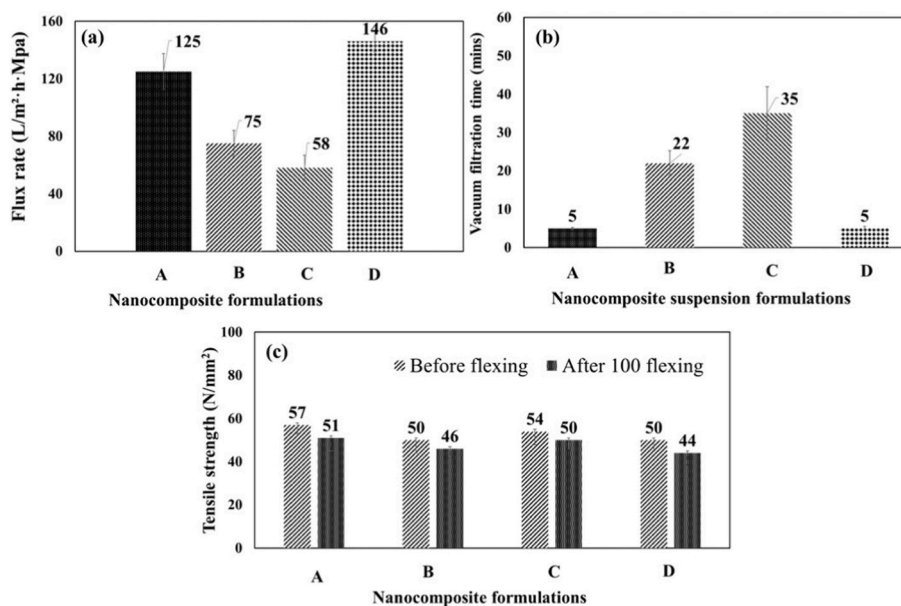 (a)
Flux rate (L/m²·h·Mpa)
160
120
80
40
0
125
75
58
146
A B C D
Nanocomposite formulations
(b)
Vacuum filtration time (mins)
60
50
40
30
20
10
0
5
22
35
5
A B C D
Nanocomposite suspension formulations
(c)
Tensile strength (N/mm²)
100
80
60
40
20
0
Before flexing After 100 flexing
57 51 50 46 54 50 50 44
A B C D
Nanocomposite formulations